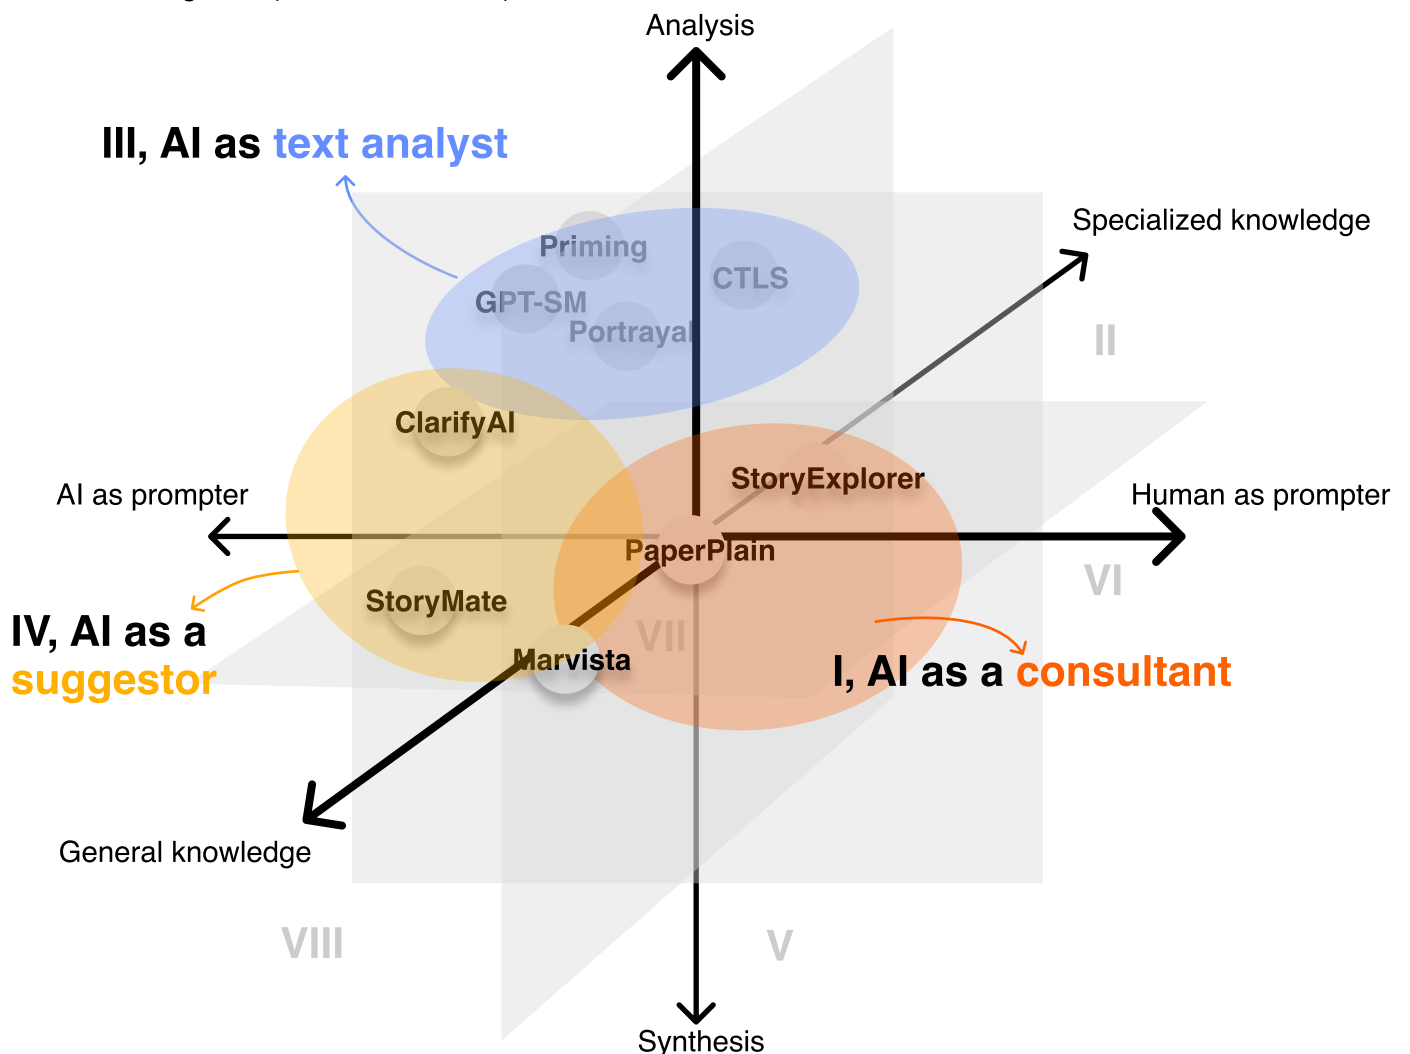 Analysis
III, AI as text analyst
Specialized knowledge
Priming
CTLS
GPT-SM
Portrayal
II
ClarifyAI
StoryExplorer
AI as prompter
Human as prompter
PaperPlain
VI
StoryMate
IV, AI as a
suggestor
VII
Marvista
I, AI as a consultant
General knowledge
VIII
V
Synthesis